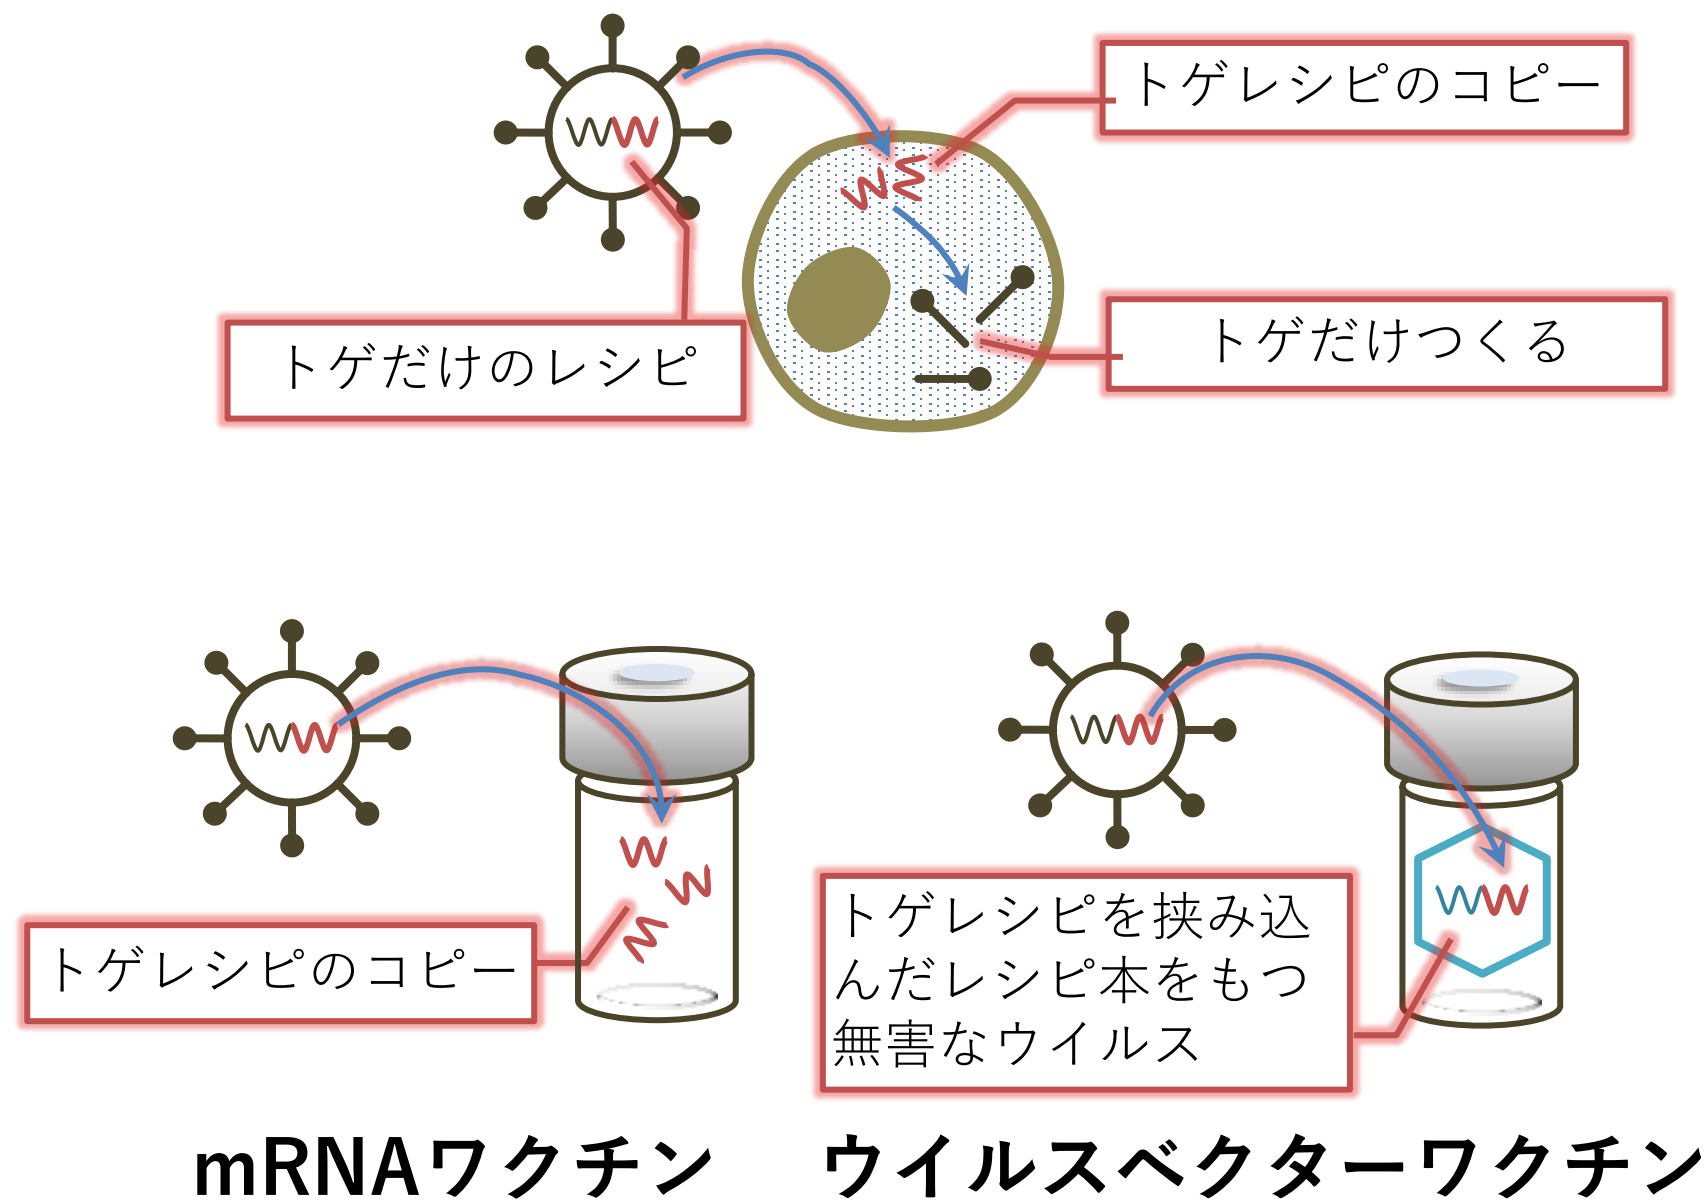 トゲレシピのコピー
トゲだけのレシピ
トゲだけつくる
トゲレシピのコピー
トゲレシピを挟み込
んだレシピ本をもつ
無害なウイルス
mRNAワクチン
ウイルスベクターワクチン